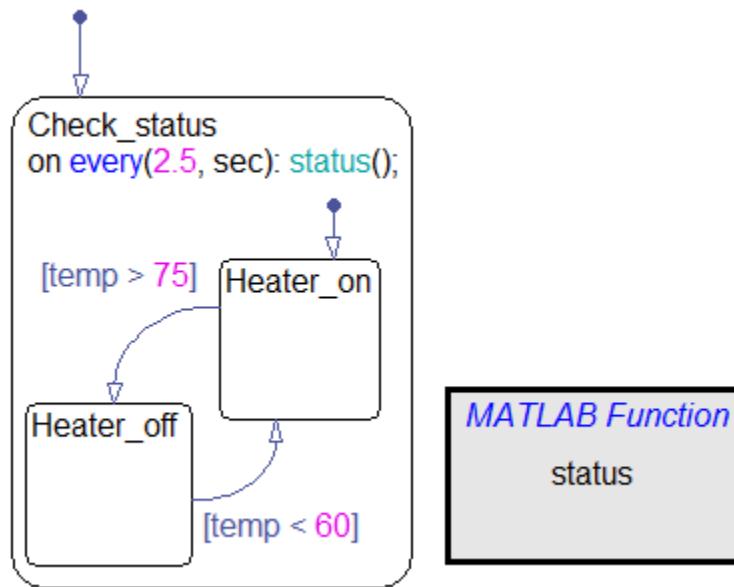 Check_status
on every(2.5, sec): status();
[temp > 75]
Heater_on
Heater_off
[temp < 60]
MATLAB Function
status